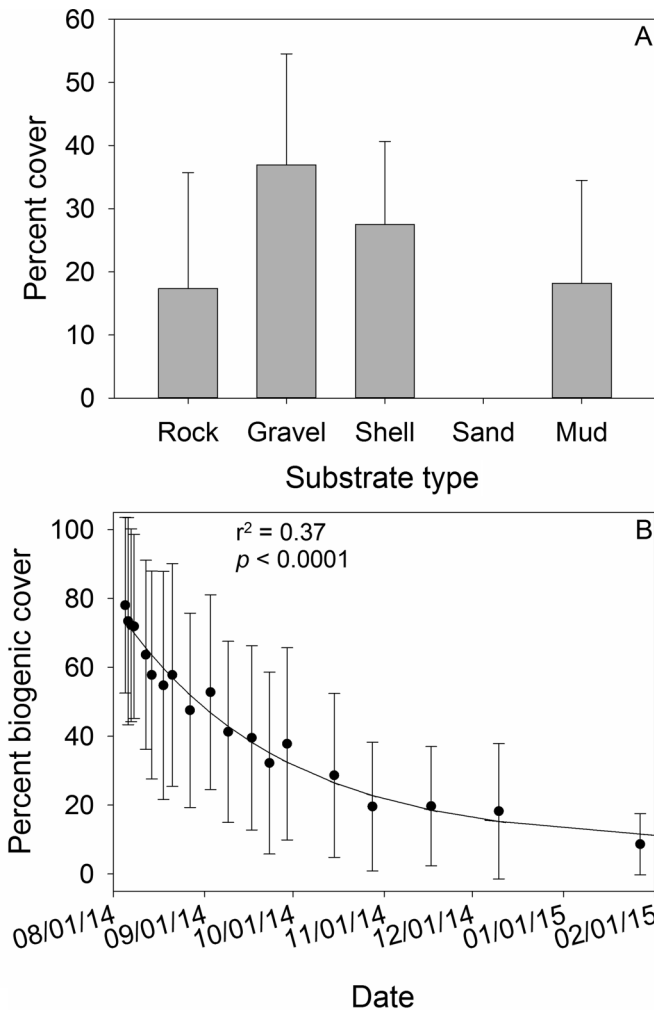 A
60
50
40
30
20
10
0
Percent cover
Rock Gravel Shell Sand Mud
Substrate type
B
r² = 0.37
p < 0.0001
100
80
60
40
20
0
Percent biogenic cover
08/01/14 09/01/14 10/01/14 11/01/14 12/01/14 01/01/15 02/01/15
Date